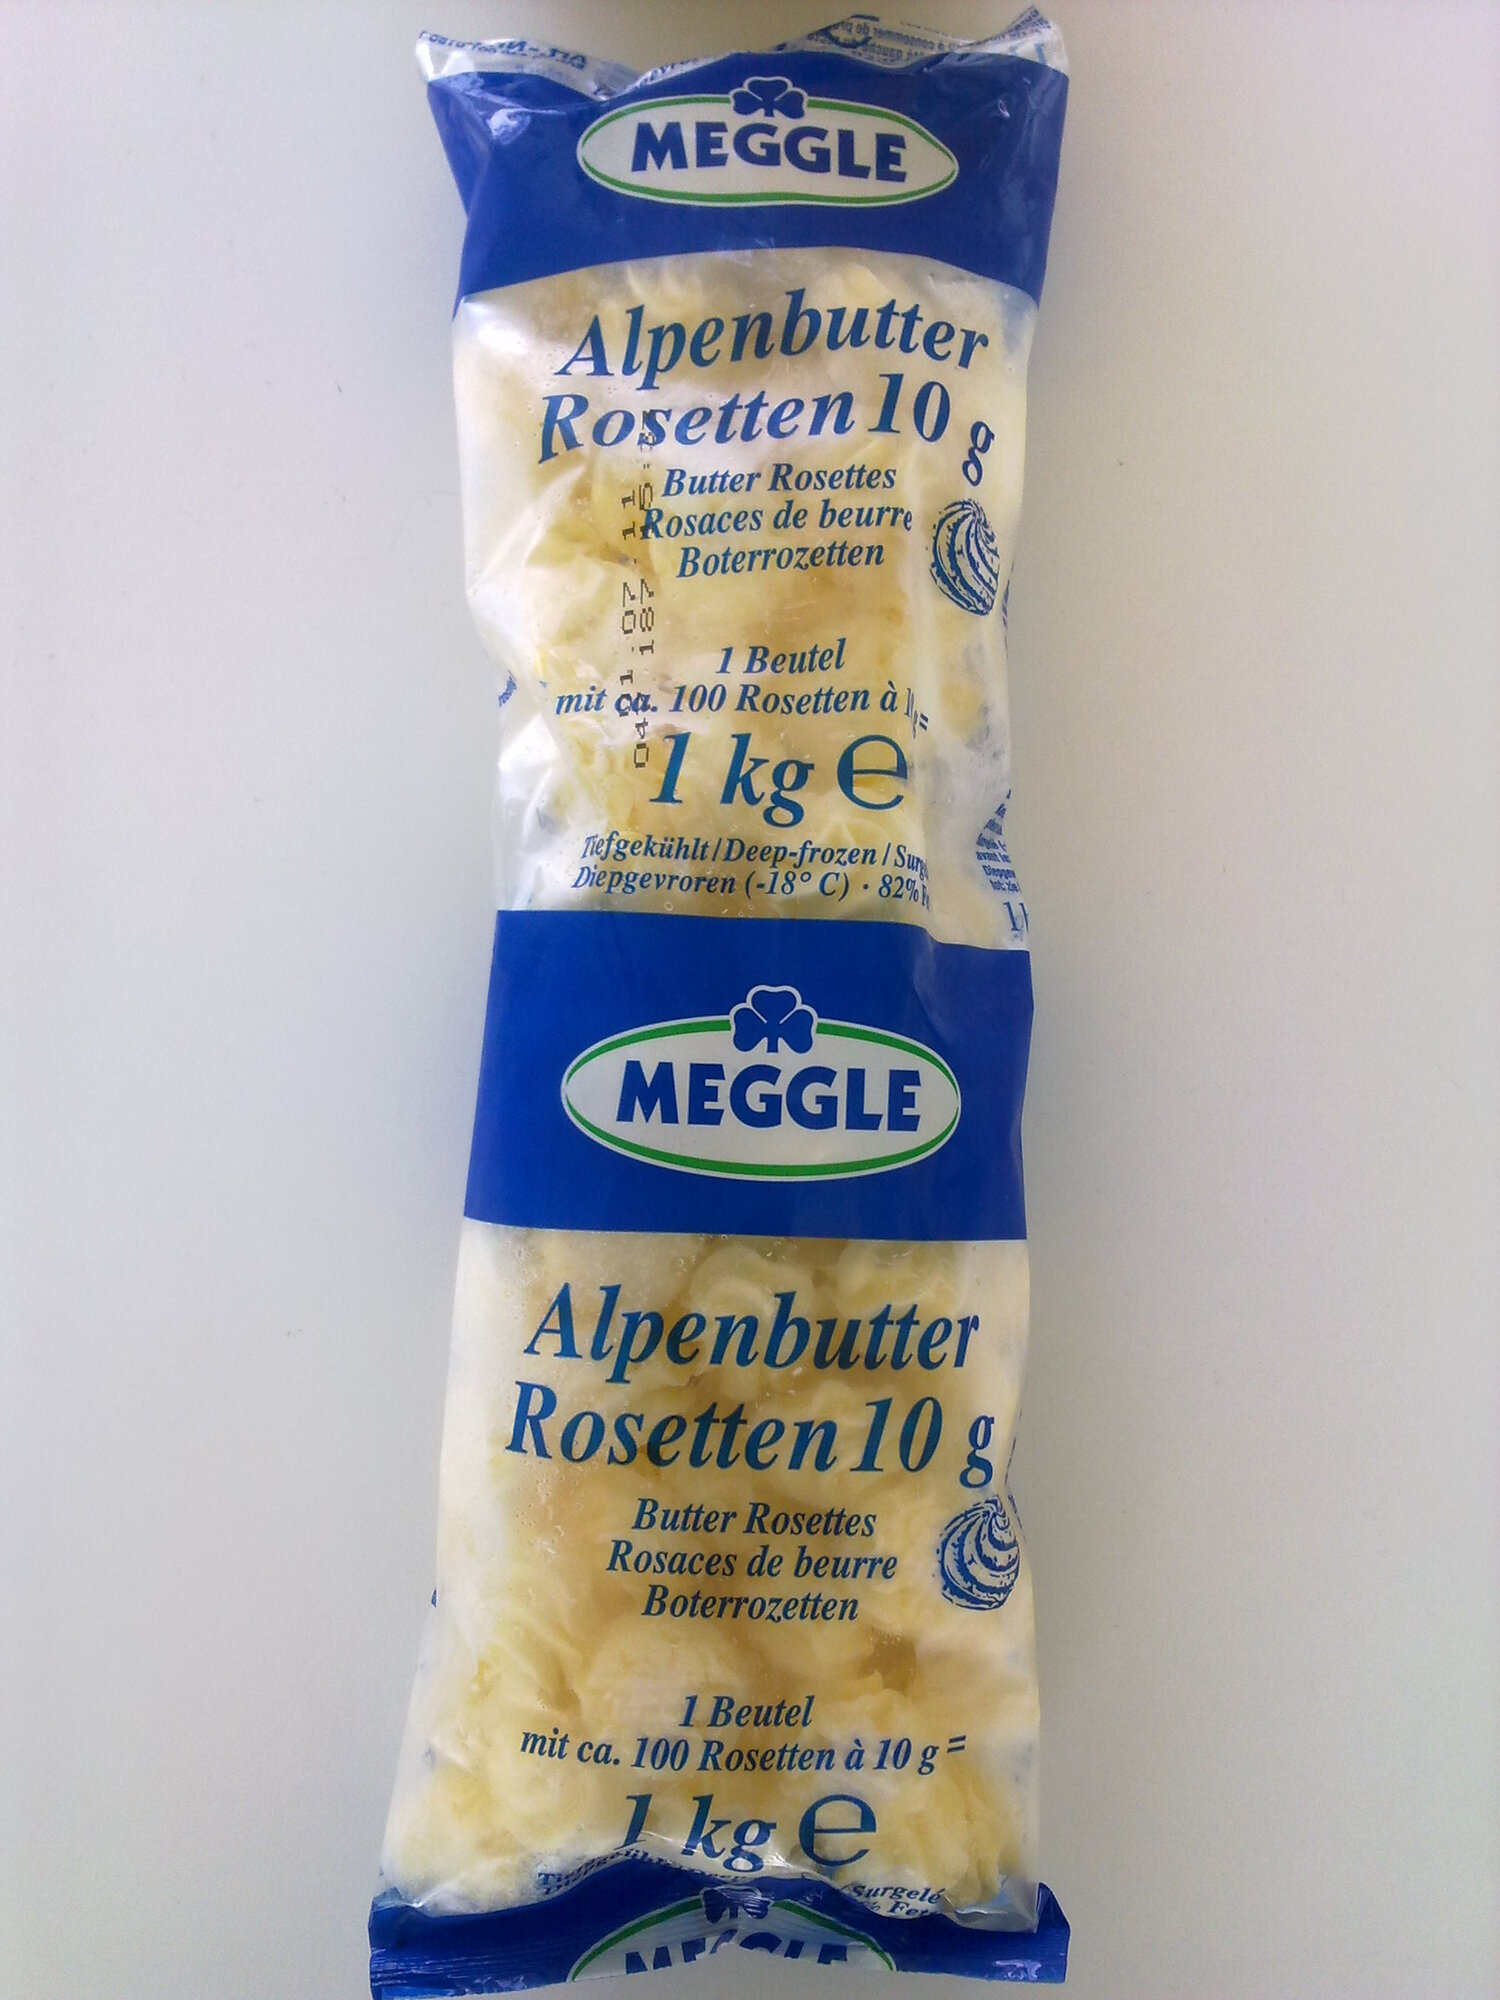 MEGGLE
Alpenbutter
Rosetten 10 g
Butter Rosettes
Rosaces de beurre
Boterrozetten
1 Beutel
mit ca. 100 Rosetten à
1 kg e
Tiefgekühlt / Deep-frozen /
Diepgevroren (-18° C) · 82%
MEGGLE
Alpenbutter
Rosetten 10 g
Butter Rosettes
Rosaces de beurre
Boterrozetten
1 Beutel
mit ca. 100 Rosetten à 10 g =
1 kg e
Surgelé
MEGGLE